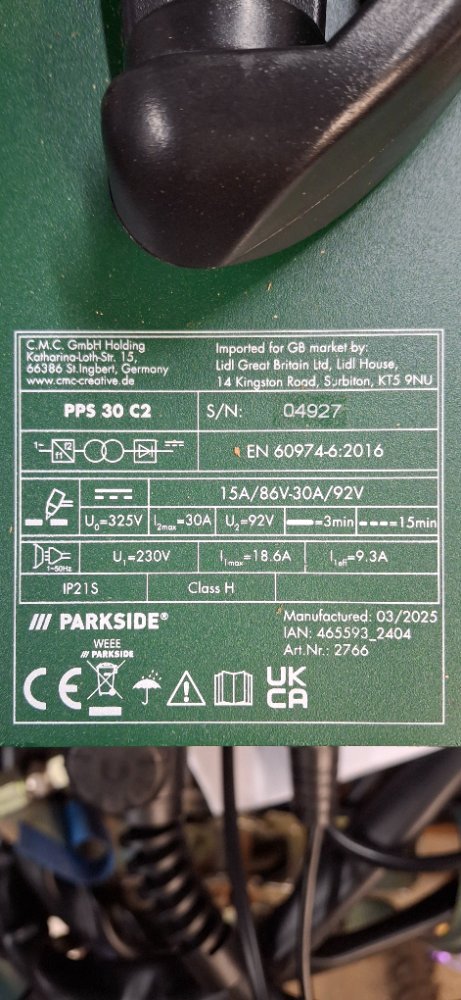 C.M.C. GmbH Holding
Katharina-Loth-Str. 15,
66386 St.Ingbert, Germany
www.cmc-creative.de
Imported for GB market by:
Lidl Great Britain Ltd, Lidl House,
14 Kingston Road, Surbiton, KT5 9NU
PPS 30 C2
S/N: 04927
1~ f1 f2
EN 60974-6:2016
15A/86V-30A/92V
U₀=325V
I₂max=30A
U₂=92V
=3min
=15min
1~50Hz
U₁=230V
I₁max=18.6A
I₁eff=9.3A
IP21S
Class H
/// PARKSIDE®
Manufactured: 03/2025
IAN: 465593_2404
Art.Nr.: 2766
WEEE
/// PARKSIDE
CE
UK
CA